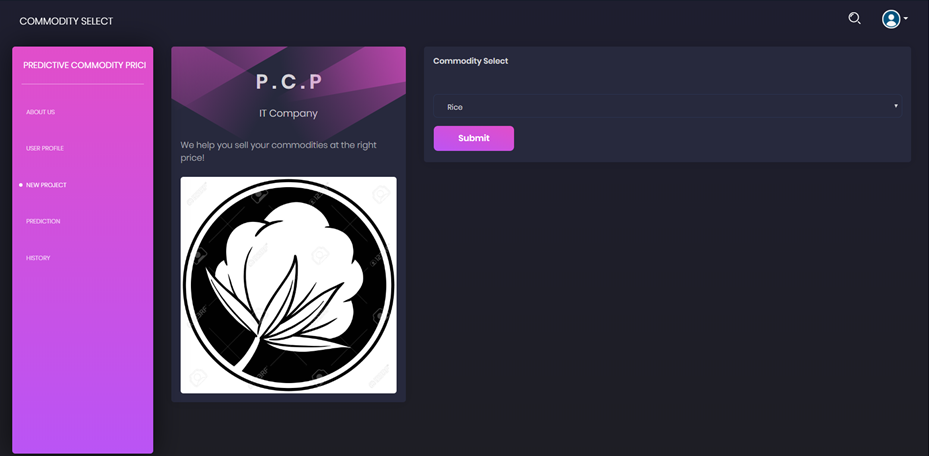 COMMODITY SELECT
PREDICTIVE COMMODITY PRICI
ABOUT US
USER PROFILE
NEW PROJECT
PREDICTION
HISTORY
P.C.P
IT Company
We help you sell your commodities at the right
price!
Commodity Select
Rice
Submit